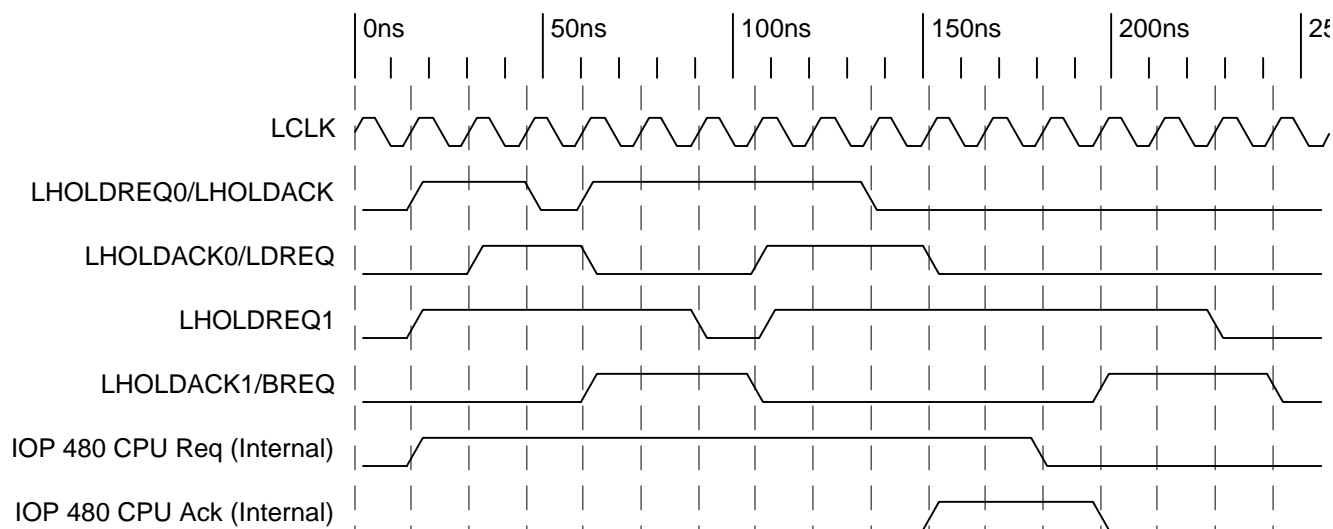 0ns 50ns 100ns 150ns 200ns 25
LCLK
LHOLDREQ0/LHOLDACK
LHOLDACK0/LDREQ
LHOLDREQ1
LHOLDACK1/BREQ
IOP 480 CPU Req (Internal)
IOP 480 CPU Ack (Internal)